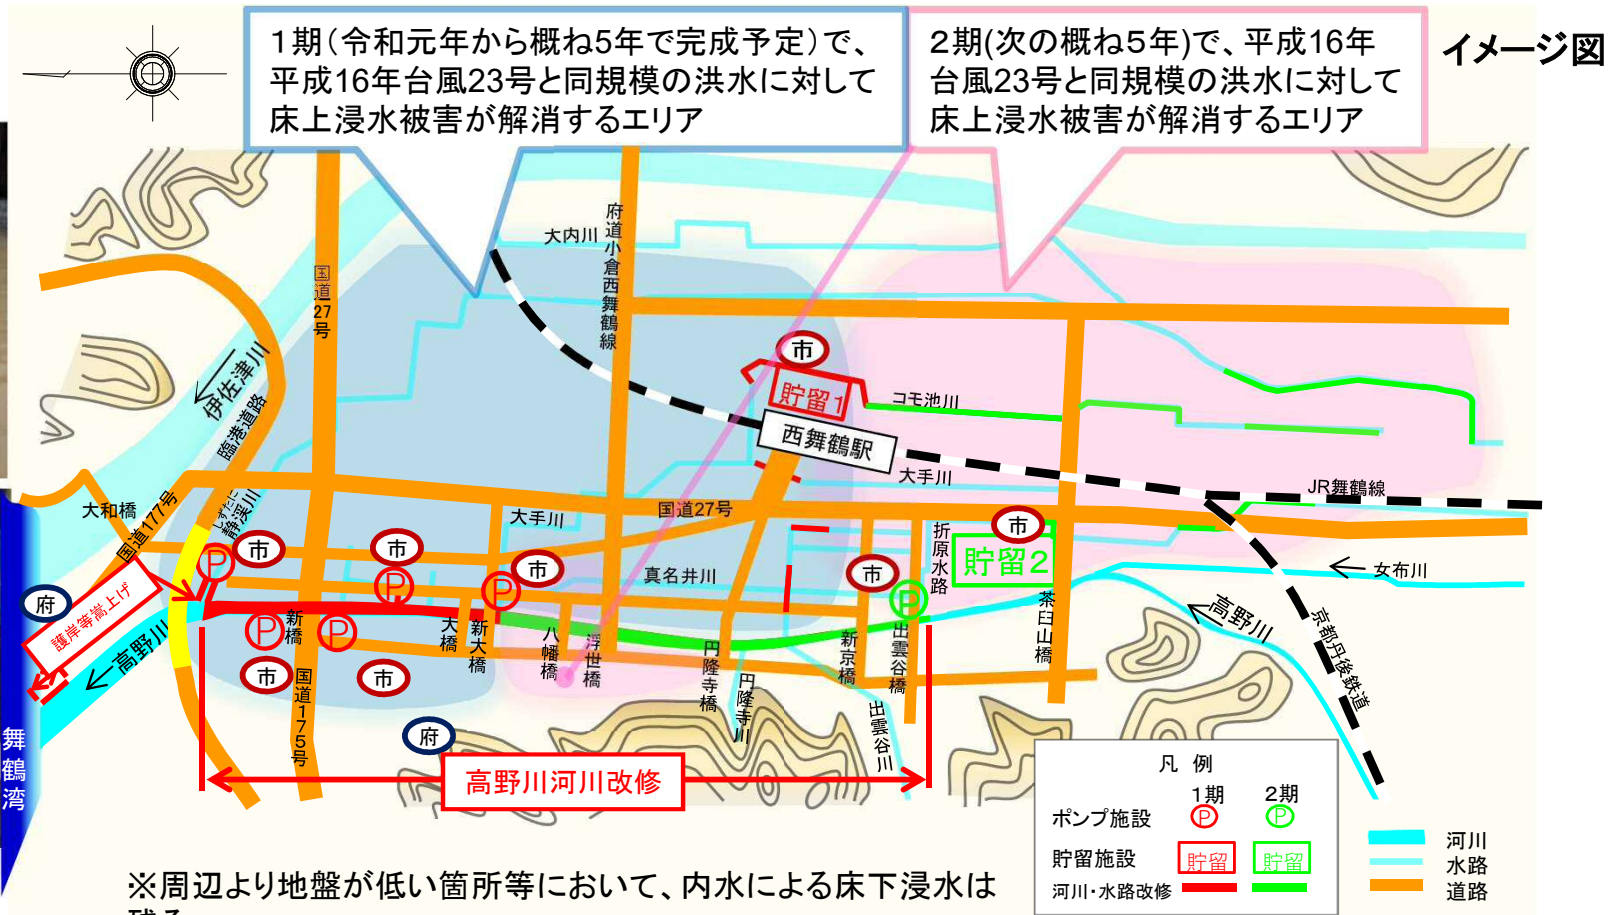 1期（令和元年から概ね5年で完成予定）で、
平成16年台風23号と同規模の洪水に対して
床上浸水被害が解消するエリア
2期(次の概ね５年)で、平成16年
台風23号と同規模の洪水に対して
床上浸水被害が解消するエリア
イメージ図
大内川
府道小倉西舞鶴線
国道27号
伊佐津川
臨港道路
市
貯留1
コモ池川
西舞鶴駅
大手川
JR舞鶴線
大和橋
国道177号
しずたに
静渓川
大手川
国道27号
折原水路
市
貯留2
市
P
市
P
市
P
真名井川
市
P
女布川
府
護岸等嵩上げ
高野川
P
新橋
P
大橋
新大橋
八幡橋
浮世橋
円隆寺橋
円隆寺川
新京橋
出雲谷橋
茶臼山橋
高野川
京都丹後鉄道
市
国道175号
市
出雲谷川
府
舞鶴湾
高野川河川改修
凡 例
1期 2期
ポンプ施設 P P
貯留施設 貯留 貯留
河川・水路改修
河川
水路
道路
※周辺より地盤が低い箇所等において、内水による床下浸水は